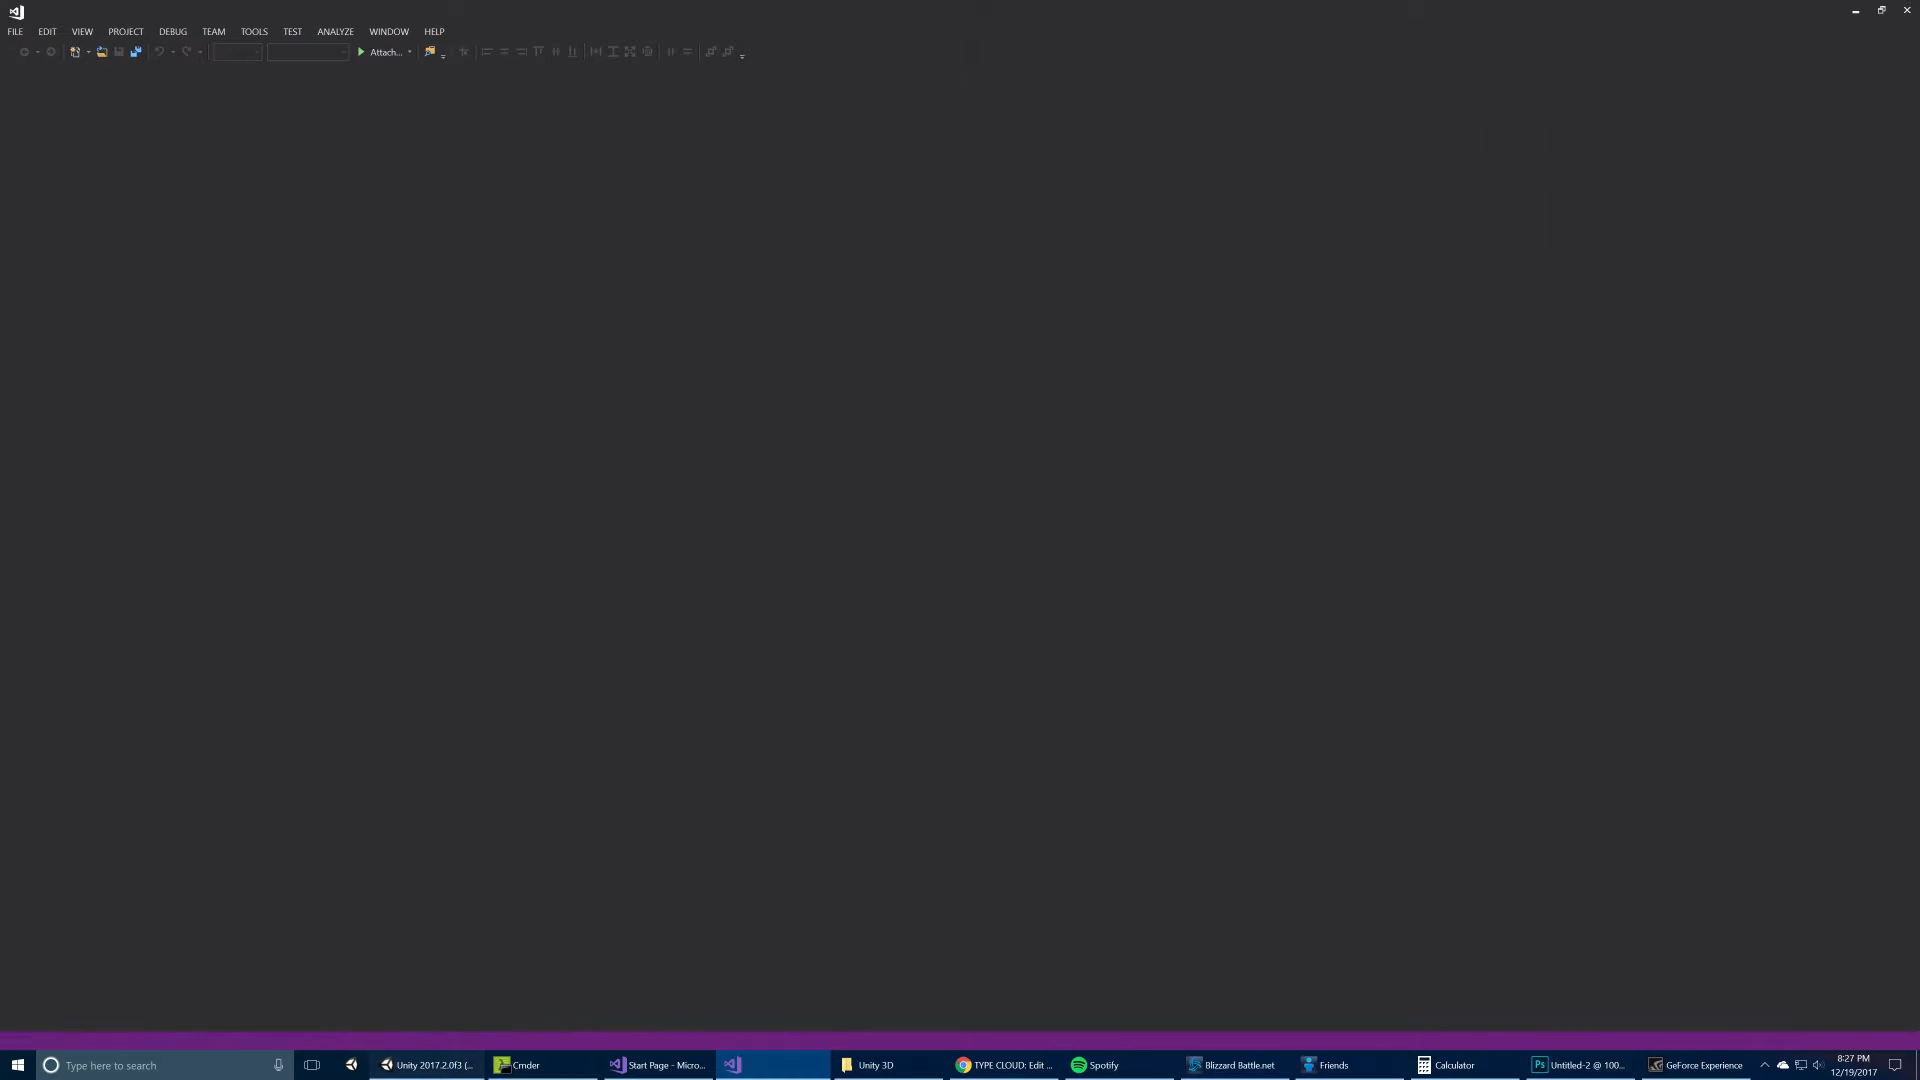 FILE EDIT VIEW PROJECT DEBUG TEAM TOOLS TEST ANALYZE WINDOW HELP
Attach...
Type here to search
Unity 2017.2.0f3 (...
Cmder
Start Page - Micro...
Unity 3D
TYPE CLOUD: Edit ...
Spotify
Blizzard Battle.net
Friends
Calculator
Ps Untitled-2 @ 100...
GeForce Experience
8:27 PM
12/19/2017